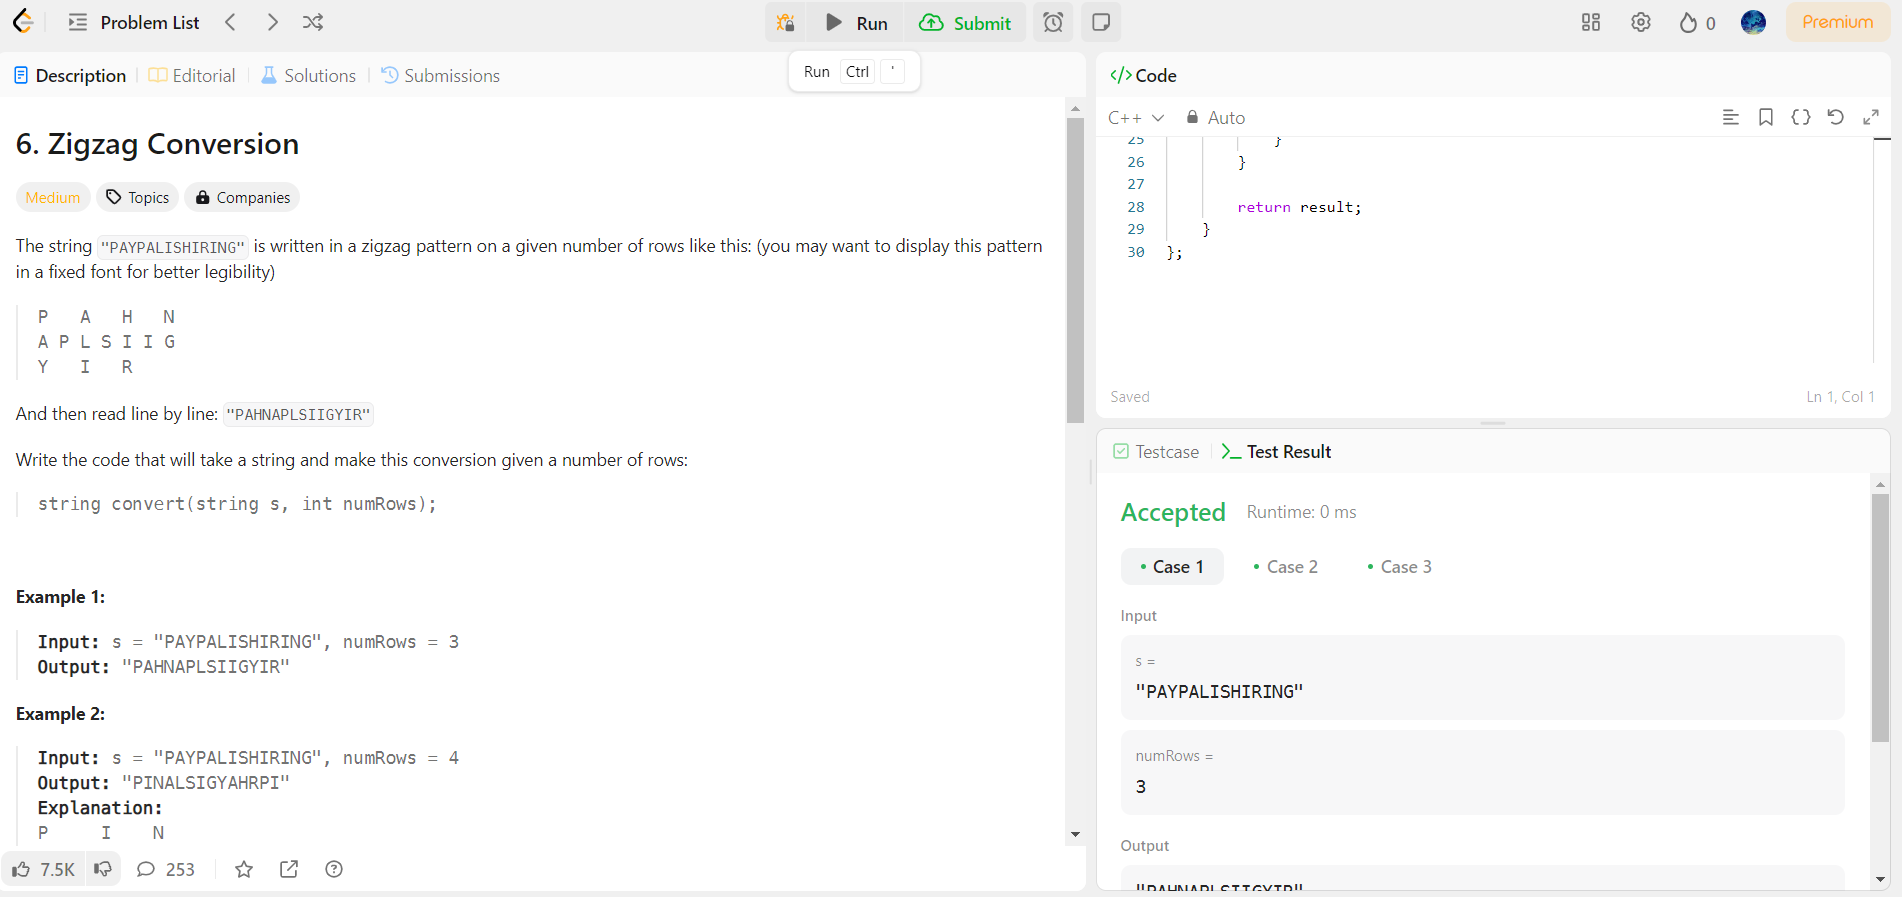 Problem List
Run
Submit
0
Premium
Description
Editorial
Solutions
Submissions
Run Ctrl '
6. Zigzag Conversion
Medium
Topics
Companies
The string "PAYPALISHIRING" is written in a zigzag pattern on a given number of rows like this: (you may want to display this pattern
in a fixed font for better legibility)
P   A   H   N
A P L S I I G
Y   I   R
And then read line by line: "PAHNAPLSIIGYIR"
Write the code that will take a string and make this conversion given a number of rows:
string convert(string s, int numRows);
Example 1:
Input: s = "PAYPALISHIRING", numRows = 3
Output: "PAHNAPLSIIGYIR"
Example 2:
Input: s = "PAYPALISHIRING", numRows = 4
Output: "PINALSIGYAHRPI"
Explanation:
P     I    N
7.5K
253
</> Code
C++
Auto
25 }
26 }
27
28 return result;
29 }
30 };
Saved
Ln 1, Col 1
Testcase
Test Result
Accepted
Runtime: 0 ms
• Case 1
• Case 2
• Case 3
Input
s =
"PAYPALISHIRING"
numRows =
3
Output
"PAHNAPLSIIGYIR"